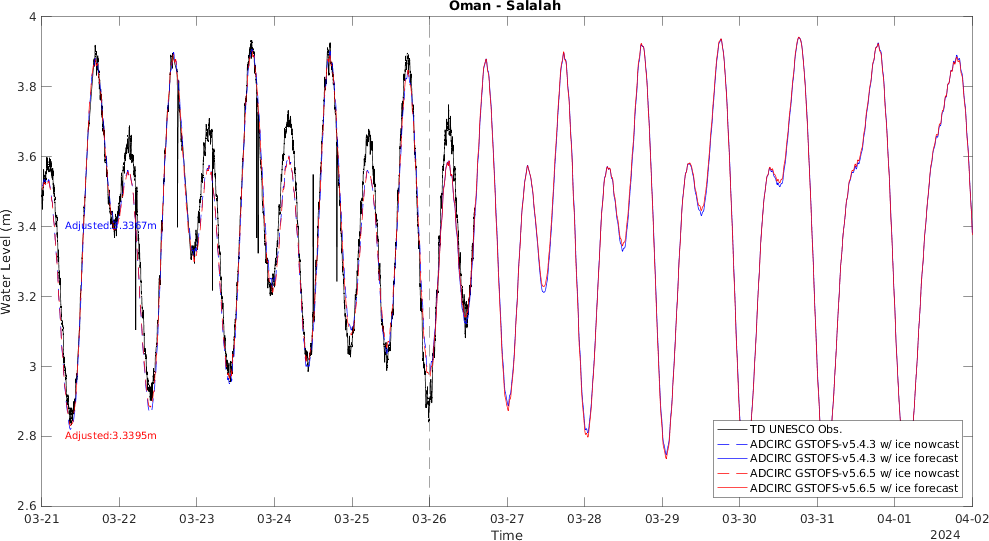 Oman - Salalah
Water Level (m)
4
3.8
3.6
3.4
3.2
3
2.8
2.6
Adjusted:3.3367m
Adjusted:3.3395m
TD UNESCO Obs.
ADCIRC GSTOFS-v5.4.3 w/ ice nowcast
ADCIRC GSTOFS-v5.4.3 w/ ice forecast
ADCIRC GSTOFS-v5.6.5 w/ ice nowcast
ADCIRC GSTOFS-v5.6.5 w/ ice forecast
03-21 03-22 03-23 03-24 03-25 03-26 03-27 03-28 03-29 03-30 03-31 04-01 04-02
Time
2024